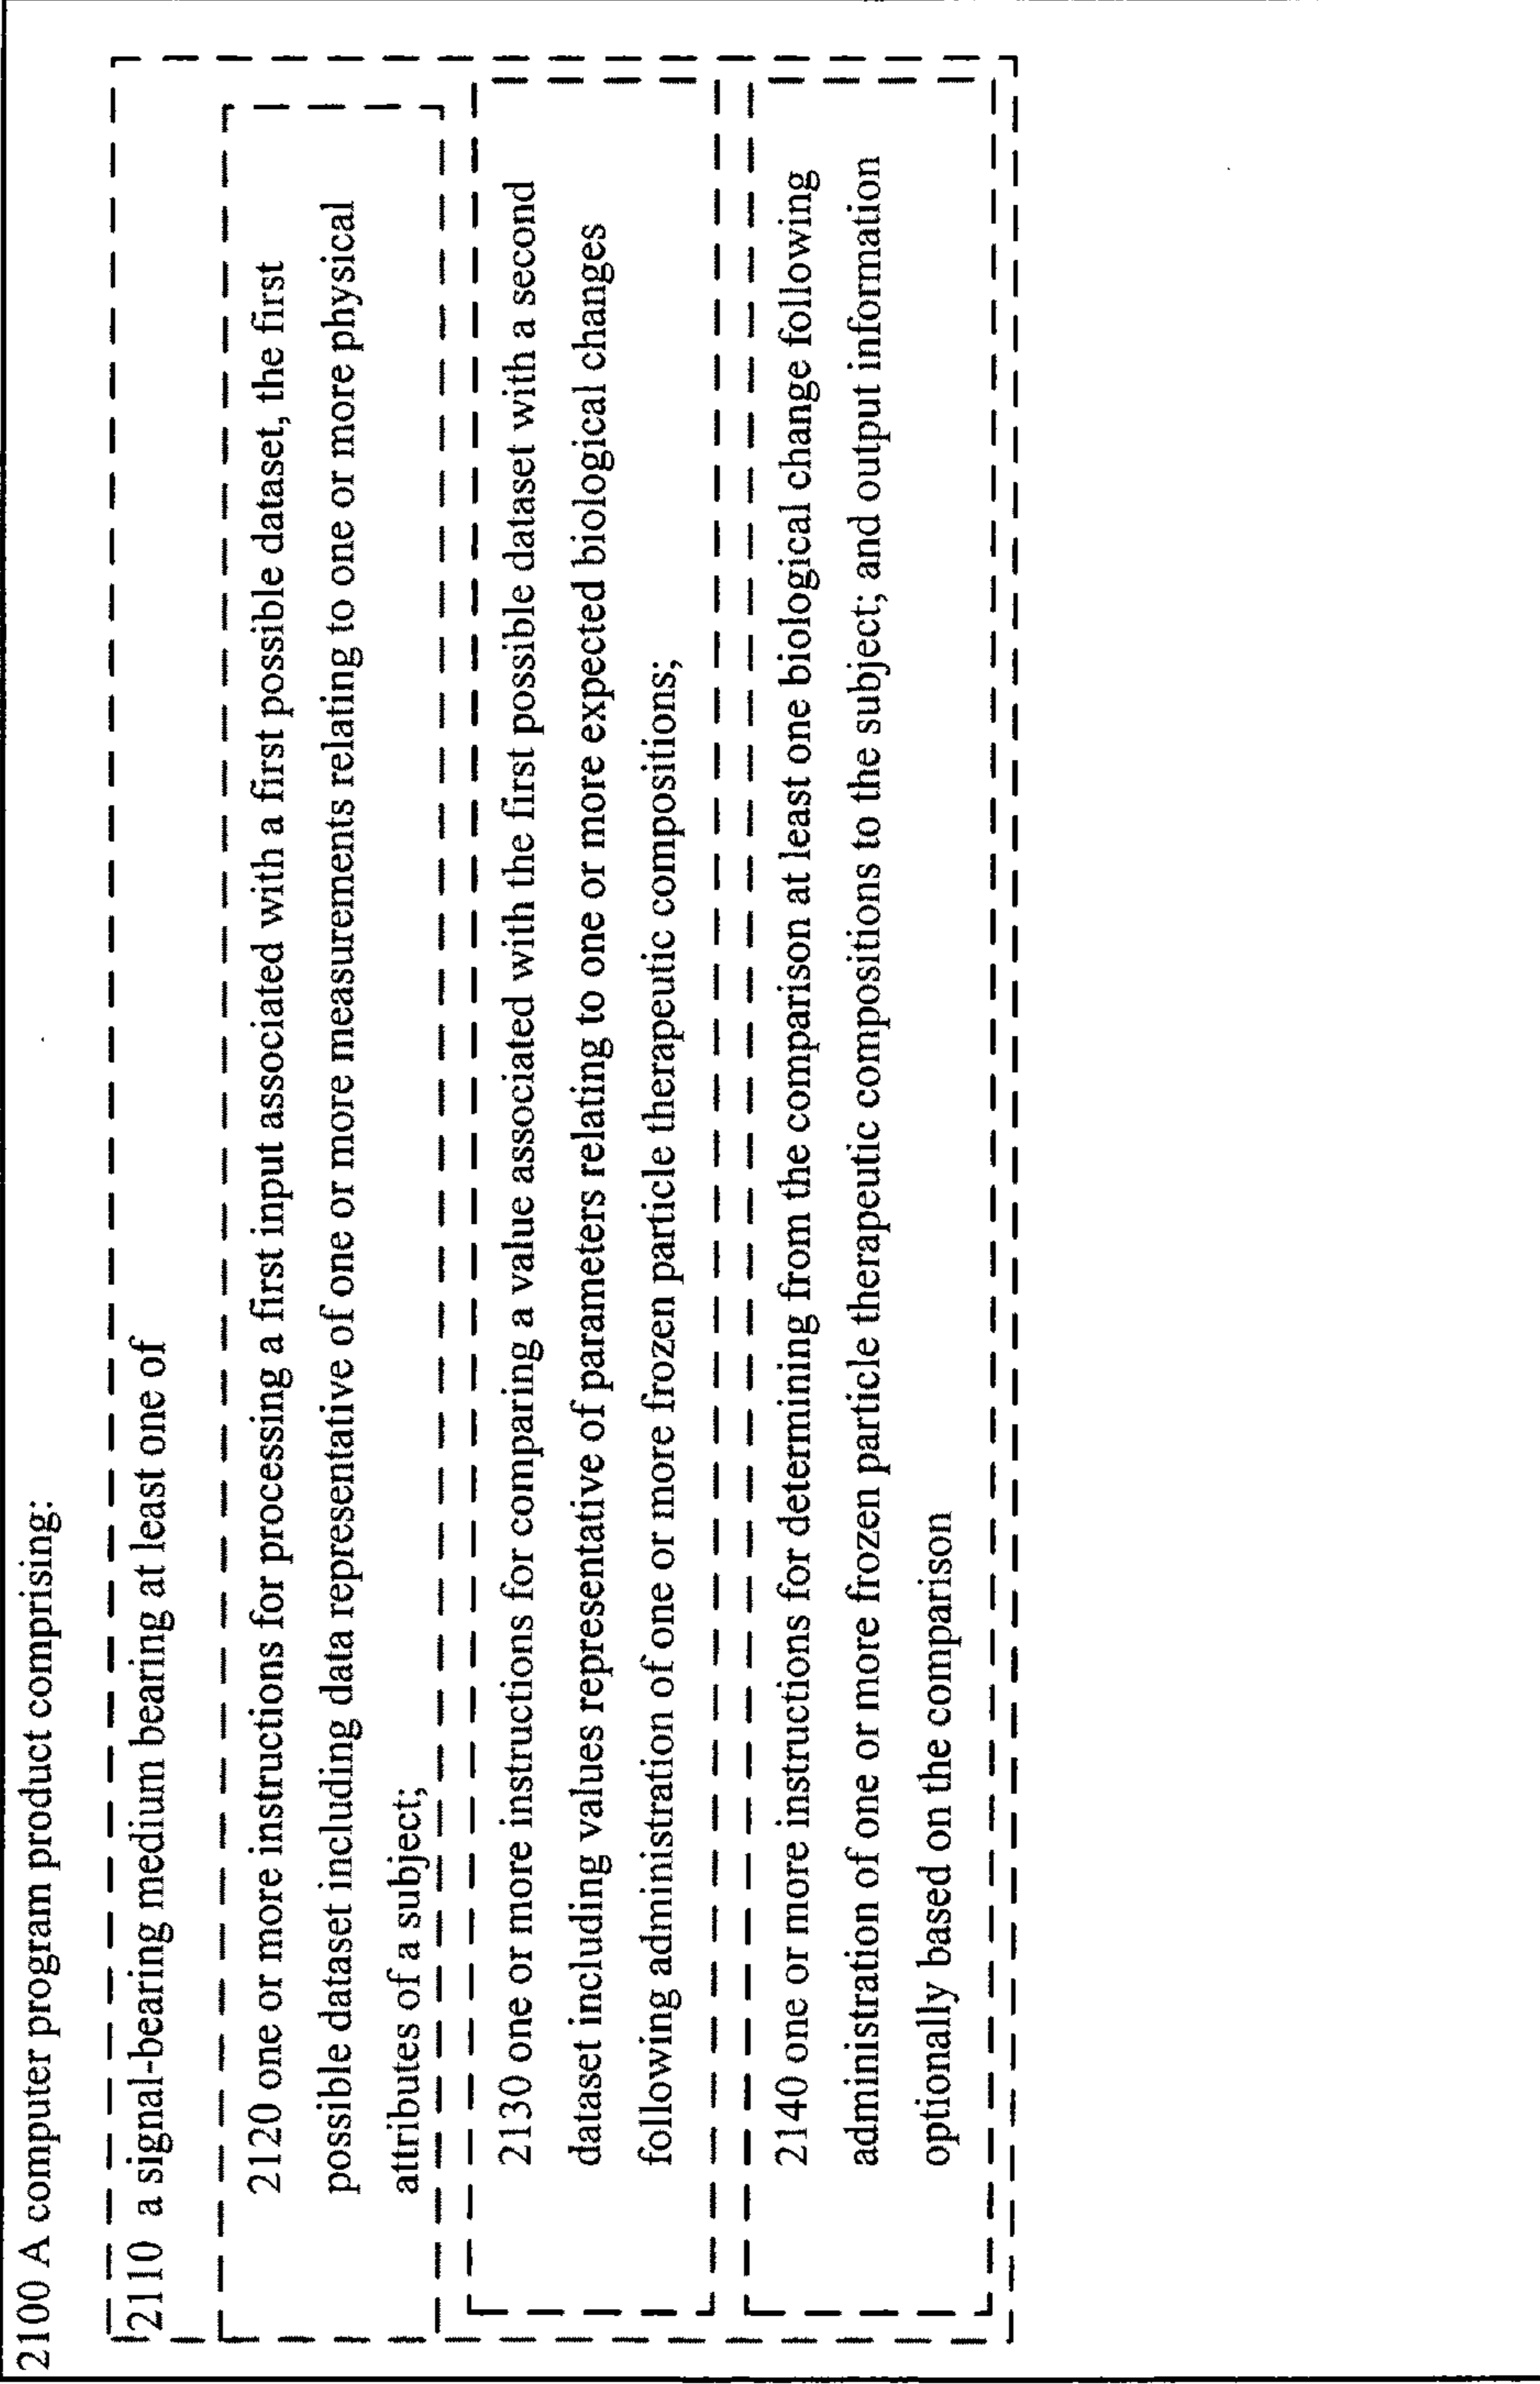 2100 A computer program product comprising:
2110 a signal-bearing medium bearing at least one of
2120 one or more instructions for processing a first input associated with a first possible dataset, the first
possible dataset including data representative of one or more measurements relating to one or more physical
attributes of a subject;
2130 one or more instructions for comparing a value associated with the first possible dataset with a second
dataset including values representative of parameters relating to one or more expected biological changes
following administration of one or more frozen particle therapeutic compositions;
2140 one or more instructions for determining from the comparison at least one biological change following
administration of one or more frozen particle therapeutic compositions to the subject; and output information
optionally based on the comparison